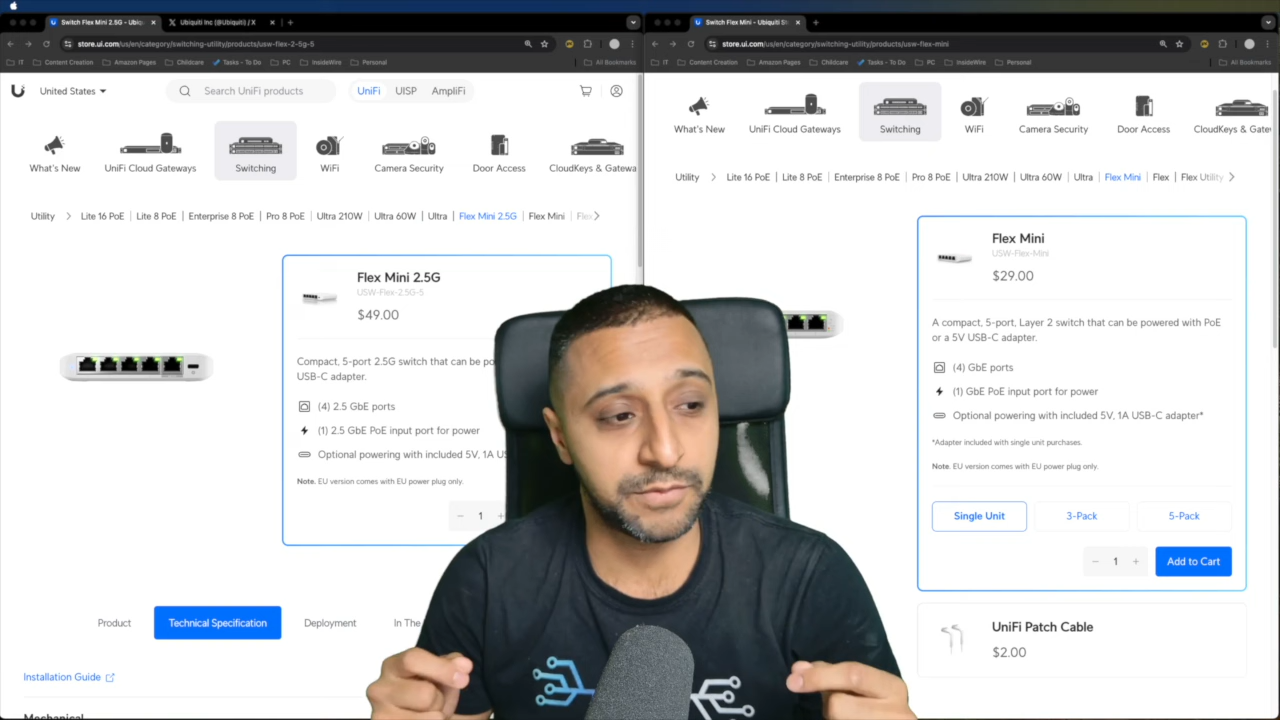 Switch Flex Mini 2.5G - Ubiq
Ubiquiti Inc (@Ubiquiti) / X
store.ui.com/us/en/category/switching-utility/products/usw-flex-2-5g-5
IT
Content Creation
Amazon Pages
Childcare
Tasks - To Do
PC
InsideWire
Personal
All Bookmarks
United States
Search UniFi products
UniFi
UISP
AmpliFi
What's New
UniFi Cloud Gateways
Switching
WiFi
Camera Security
Door Access
CloudKeys & Gatewa
Utility
Lite 16 PoE | Lite 8 PoE | Enterprise 8 PoE | Pro 8 PoE | Ultra 210W | Ultra 60W | Ultra | Flex Mini 2.5G | Flex Mini | Flex
Flex Mini 2.5G
USW-Flex-2.5G-5
$49.00
Compact, 5-port 2.5G switch that can be po
USB-C adapter.
(4) 2.5 GbE ports
(1) 2.5 GbE PoE input port for power
Optional powering with included 5V, 1A US
Note. EU version comes with EU power plug only.
− 1 +
Product
Technical Specification
Deployment
In The
Installation Guide
Mechanical
Switch Flex Mini - Ubiquiti St
store.ui.com/us/en/category/switching-utility/products/usw-flex-mini
IT
Content Creation
Amazon Pages
Childcare
Tasks - To Do
PC
InsideWire
Personal
All Bookmarks
What's New
UniFi Cloud Gateways
Switching
WiFi
Camera Security
Door Access
CloudKeys & Gate
Utility
Lite 16 PoE | Lite 8 PoE | Enterprise 8 PoE | Pro 8 PoE | Ultra 210W | Ultra 60W | Ultra | Flex Mini | Flex | Flex Utility
Flex Mini
USW-Flex-Mini
$29.00
A compact, 5-port, Layer 2 switch that can be powered with PoE
or a 5V USB-C adapter.
(4) GbE ports
(1) GbE PoE input port for power
Optional powering with included 5V, 1A USB-C adapter*
*Adapter included with single unit purchases.
Note. EU version comes with EU power plug only.
Single Unit
3-Pack
5-Pack
− 1 +
Add to Cart
UniFi Patch Cable
$2.00